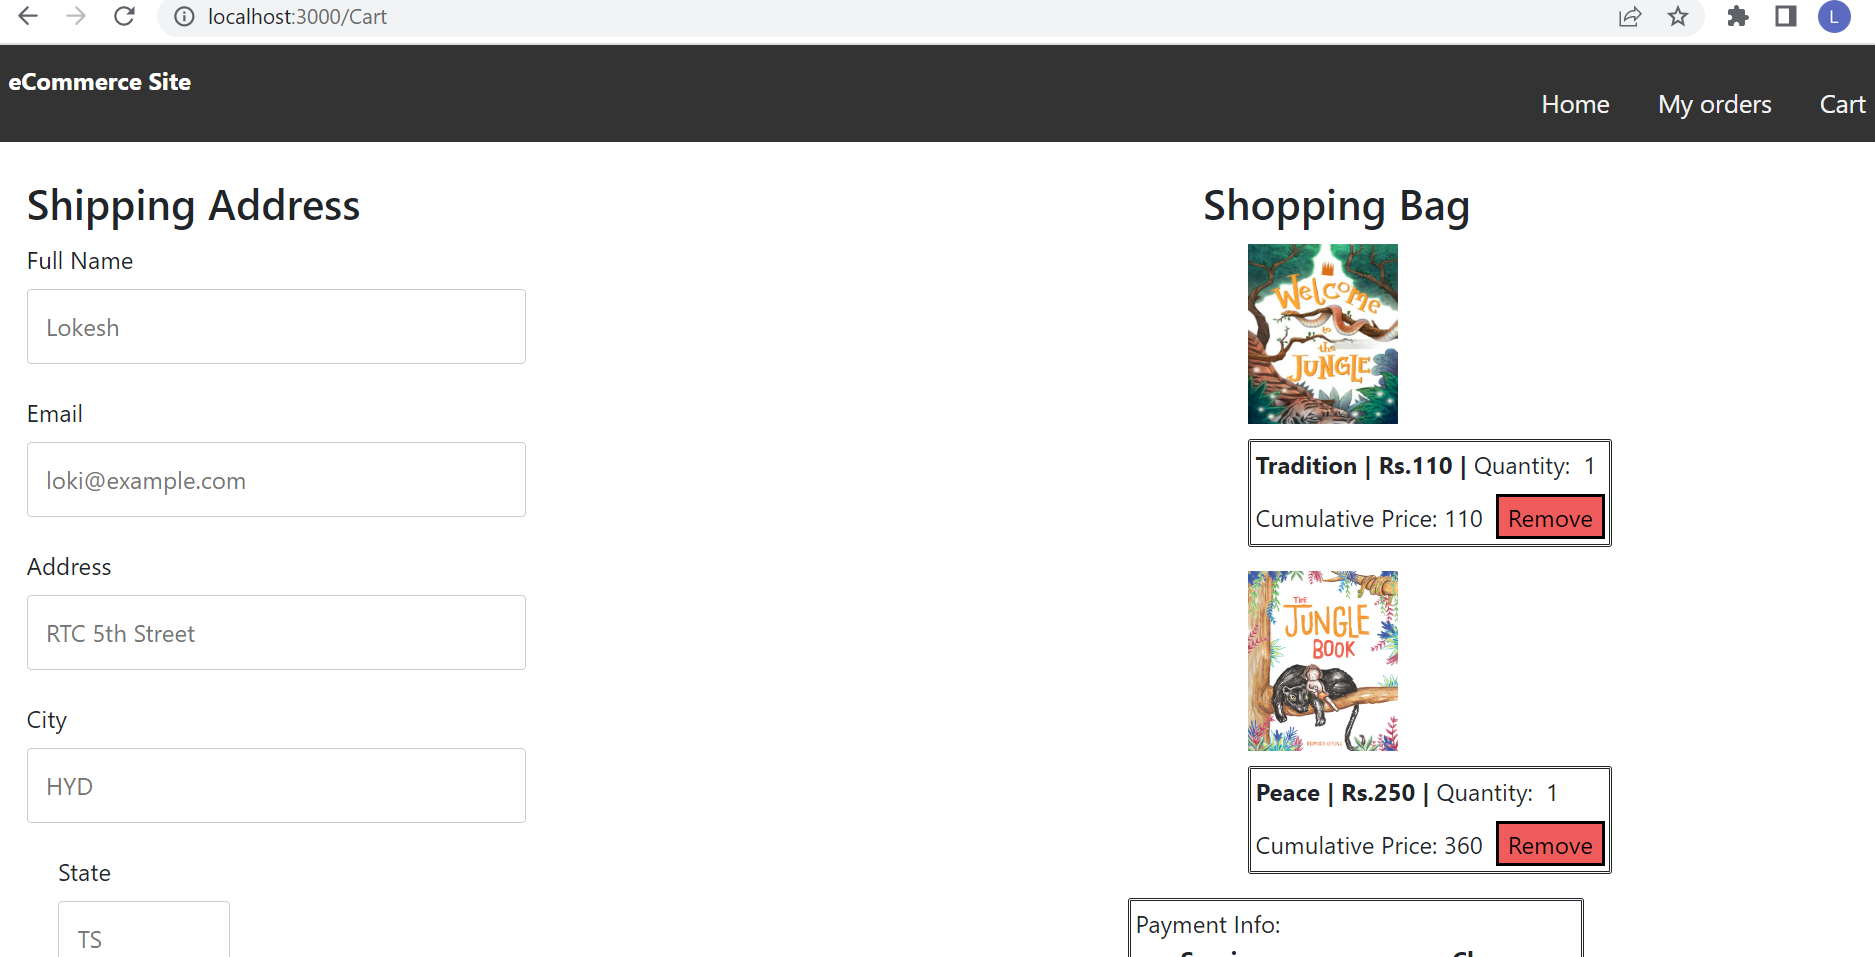 localhost:3000/Cart
L
eCommerce Site
Home My orders Cart
Shipping Address
Full Name
Lokesh
Email
loki@example.com
Address
RTC 5th Street
City
HYD
State
TS
Shopping Bag
Welcome
to
the
JUNGLE
Tradition | Rs.110 | Quantity: 1
Cumulative Price: 110 Remove
THE
JUNGLE
BOOK
RUDYARD KIPLING
Peace | Rs.250 | Quantity: 1
Cumulative Price: 360 Remove
Payment Info: